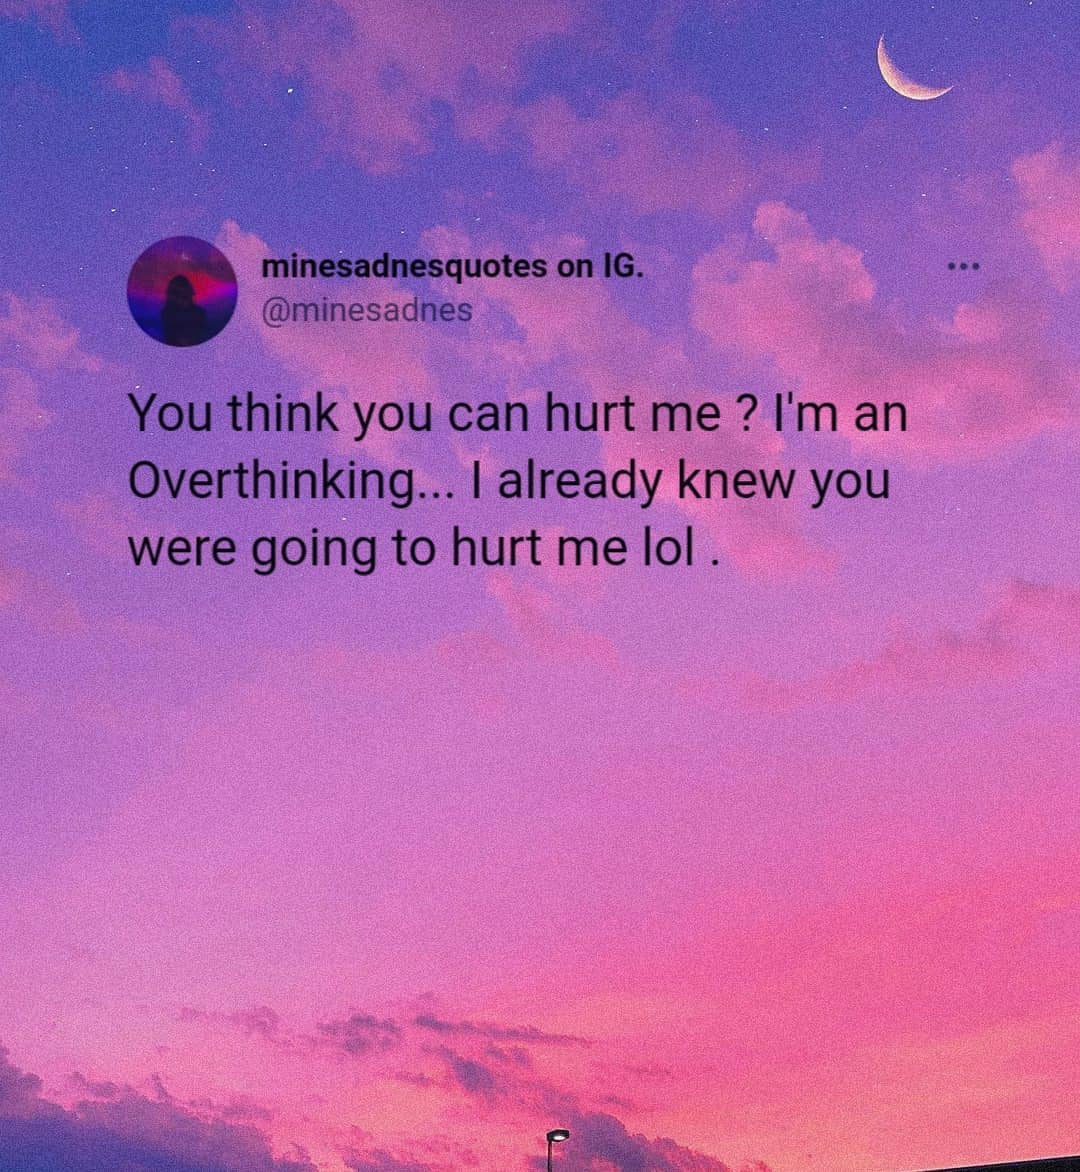 minesadnesquotes on IG.
@minesadnes
You think you can hurt me ? I'm an
Overthinking... I already knew you
were going to hurt me lol .